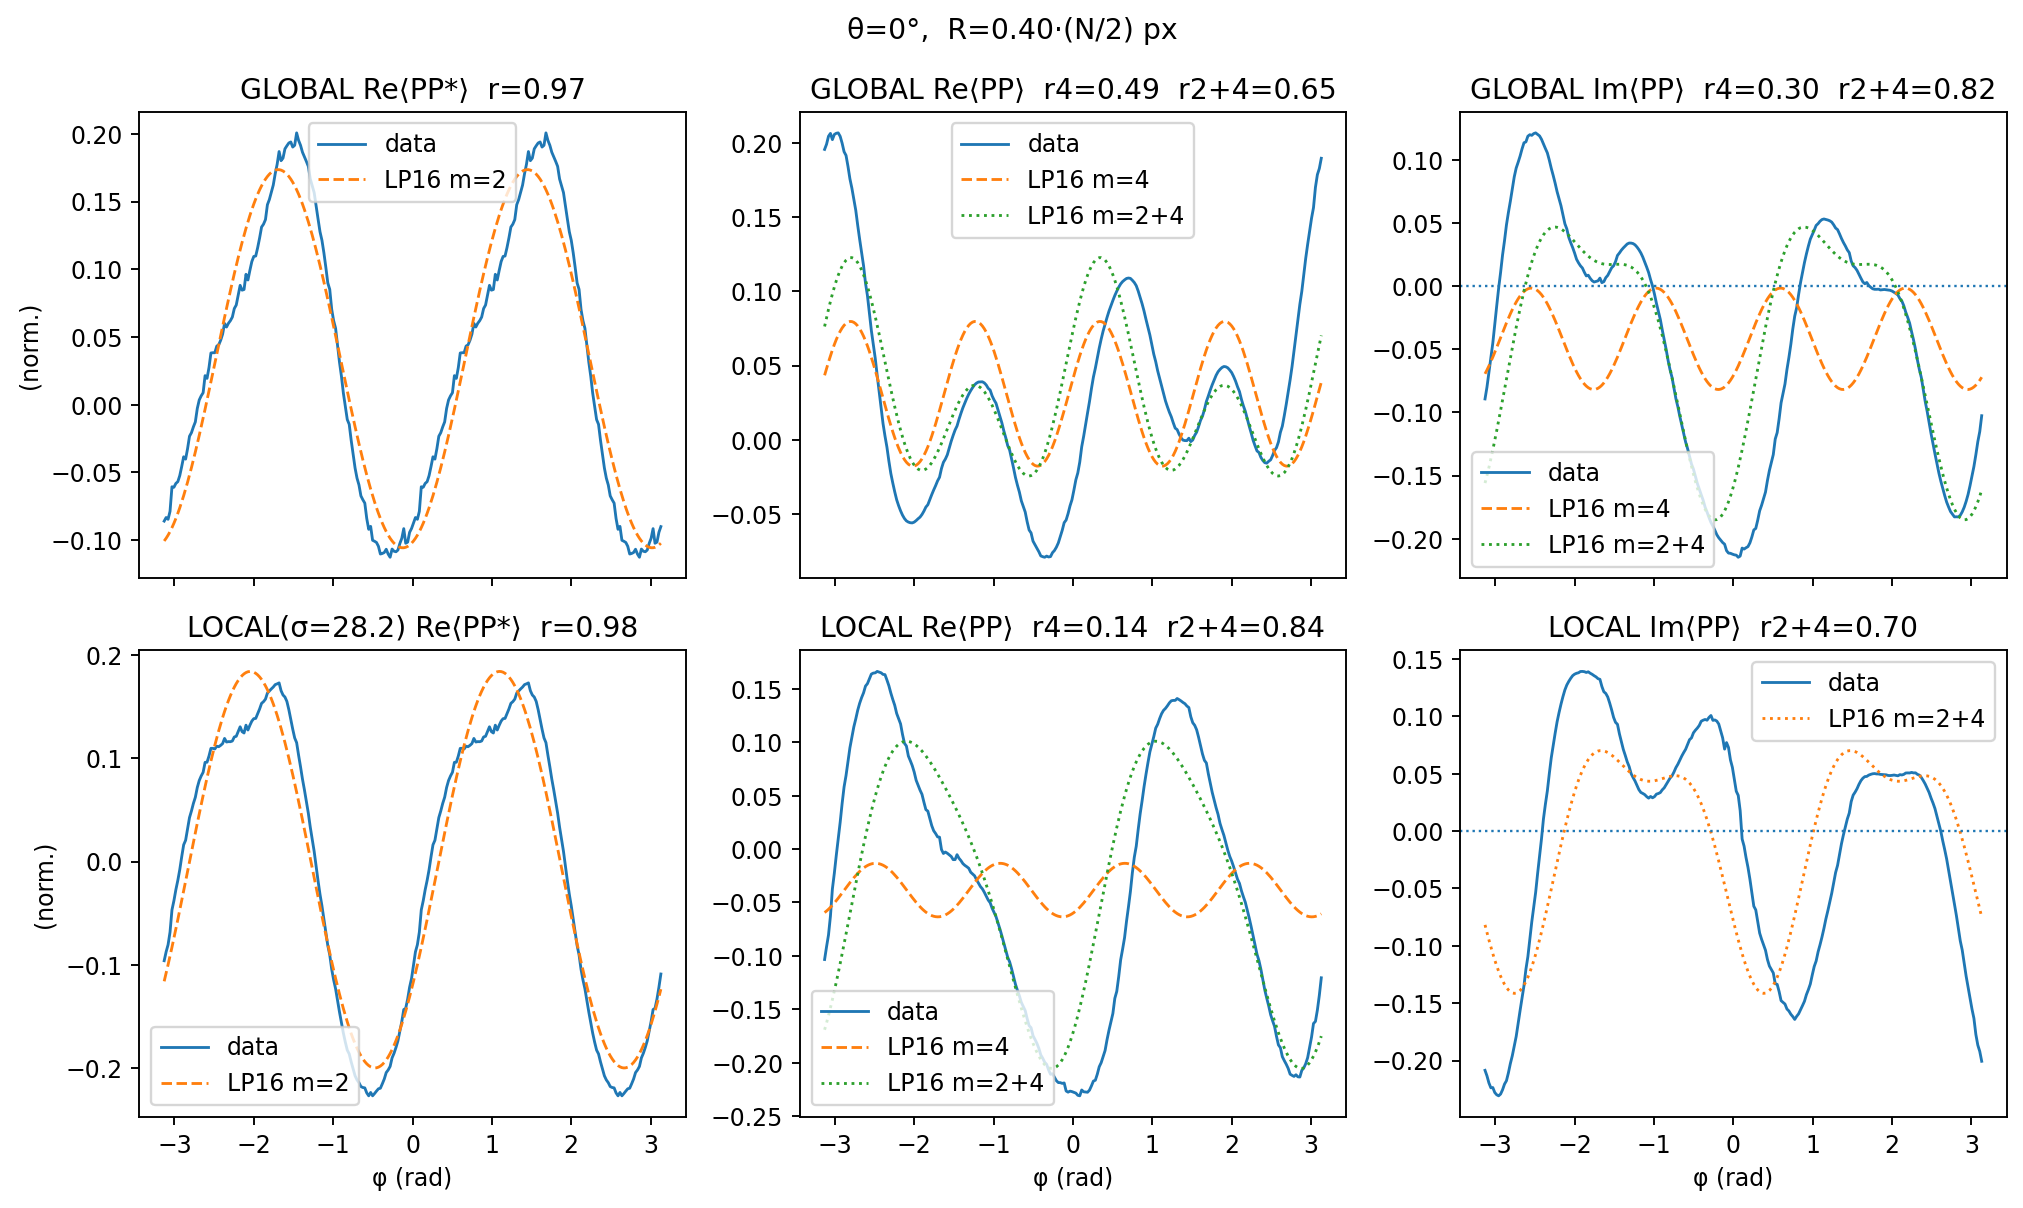 θ=0°,  R=0.40·(N/2) px
GLOBAL Re⟨PP*⟩  r=0.97
data
LP16 m=2
0.20
0.15
0.10
0.05
0.00
−0.05
−0.10
(norm.)
GLOBAL Re⟨PP⟩  r4=0.49  r2+4=0.65
data
LP16 m=4
LP16 m=2+4
0.20
0.15
0.10
0.05
0.00
−0.05
GLOBAL Im⟨PP⟩  r4=0.30  r2+4=0.82
0.10
0.05
0.00
−0.05
−0.10
−0.15
−0.20
data
LP16 m=4
LP16 m=2+4
LOCAL(σ=28.2) Re⟨PP*⟩  r=0.98
0.2
0.1
0.0
−0.1
−0.2
(norm.)
data
LP16 m=2
−3 −2 −1 0 1 2 3
φ (rad)
LOCAL Re⟨PP⟩  r4=0.14  r2+4=0.84
0.15
0.10
0.05
0.00
−0.05
−0.10
−0.15
−0.20
−0.25
data
LP16 m=4
LP16 m=2+4
−3 −2 −1 0 1 2 3
φ (rad)
LOCAL Im⟨PP⟩  r2+4=0.70
data
LP16 m=2+4
0.15
0.10
0.05
0.00
−0.05
−0.10
−0.15
−0.20
−3 −2 −1 0 1 2 3
φ (rad)